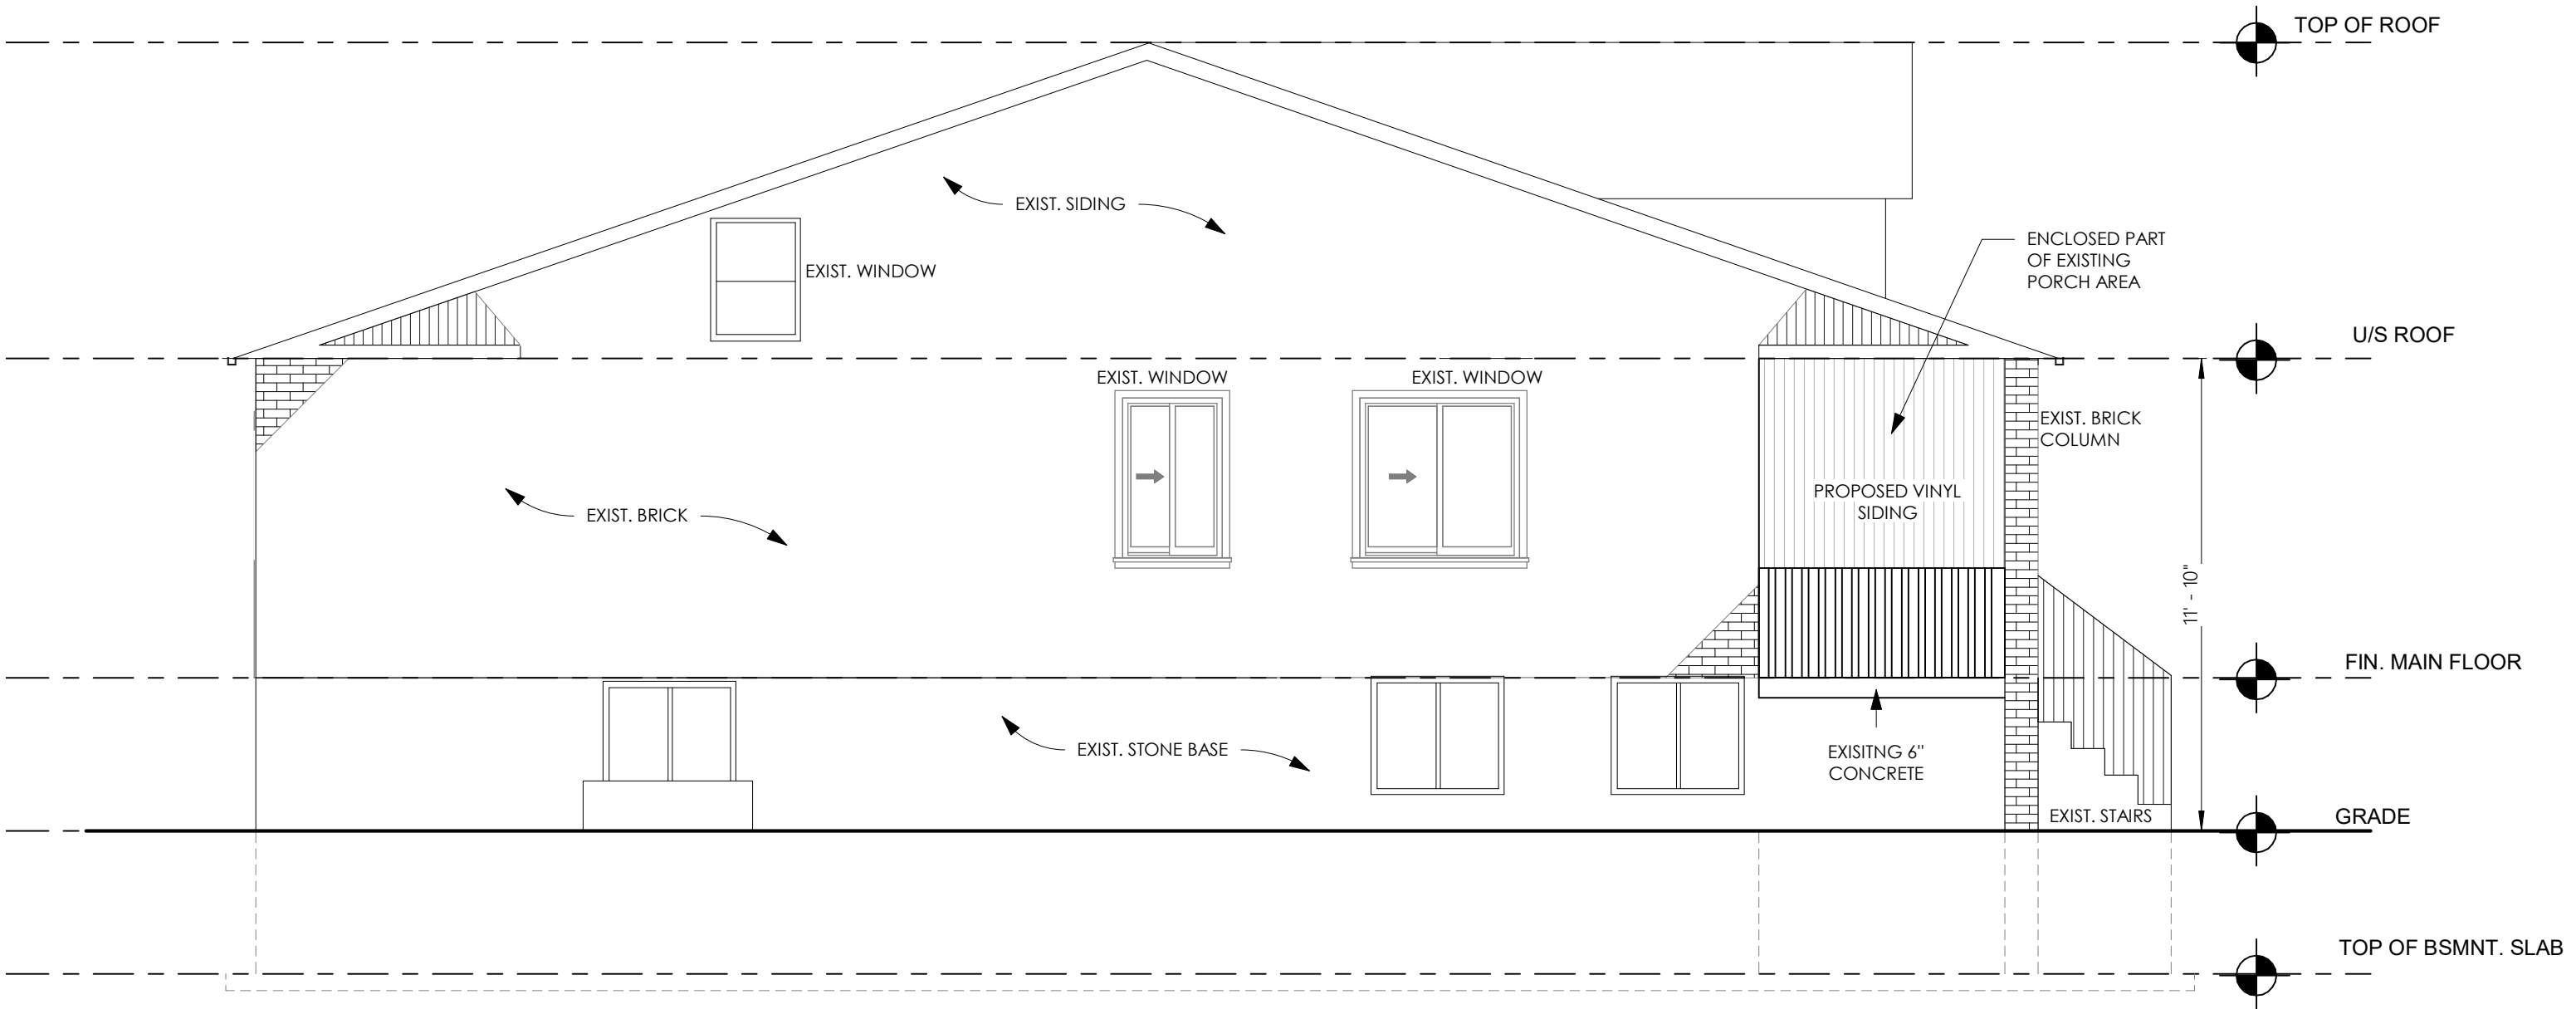 TOP OF ROOF
EXIST. SIDING
ENCLOSED PART
OF EXISTING
PORCH AREA
EXIST. WINDOW
U/S ROOF
EXIST. WINDOW
EXIST. WINDOW
EXIST. BRICK
COLUMN
PROPOSED VINYL
SIDING
EXIST. BRICK
11' - 10"
FIN. MAIN FLOOR
EXIST. STONE BASE
EXISITNG 6"
CONCRETE
EXIST. STAIRS
GRADE
TOP OF BSMNT. SLAB